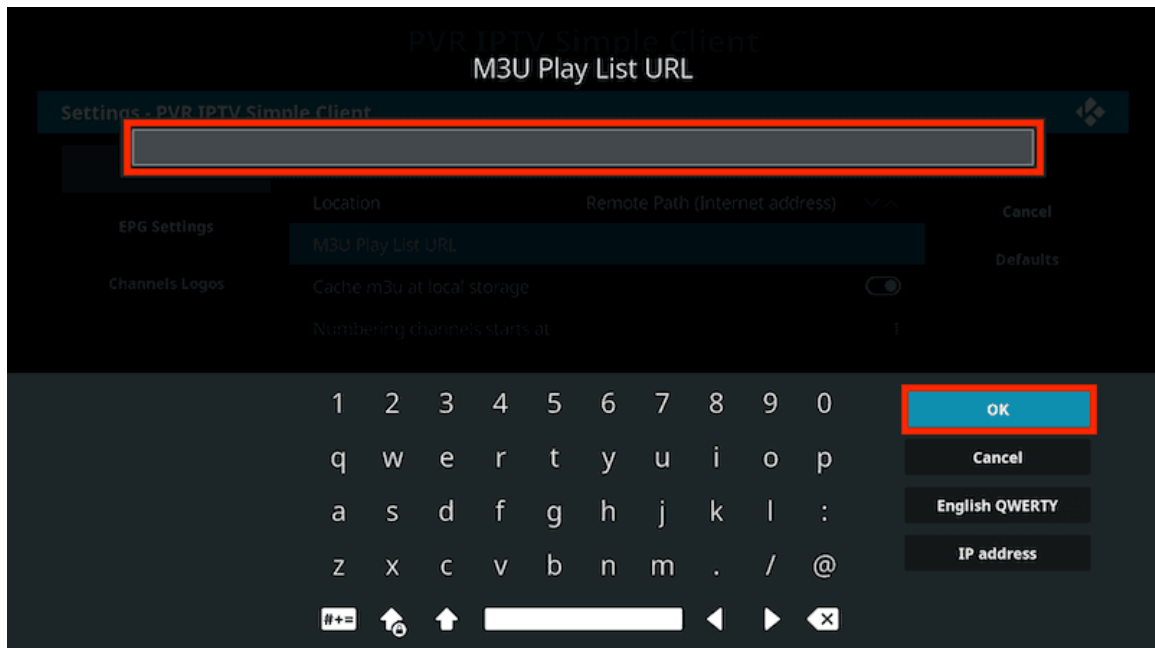 PVR IPTV Simple Client
M3U Play List URL
Settings - PVR IPTV Simple Client
Location Remote Path (Internet address)
Cancel
EPG Settings
M3U Play List URL
Defaults
Channels Logos
Cache m3u at local storage
Numbering channels starts at 1
1 2 3 4 5 6 7 8 9 0
OK
q w e r t y u i o p
Cancel
a s d f g h j k l :
English QWERTY
z x c v b n m . / @
IP address
#+=